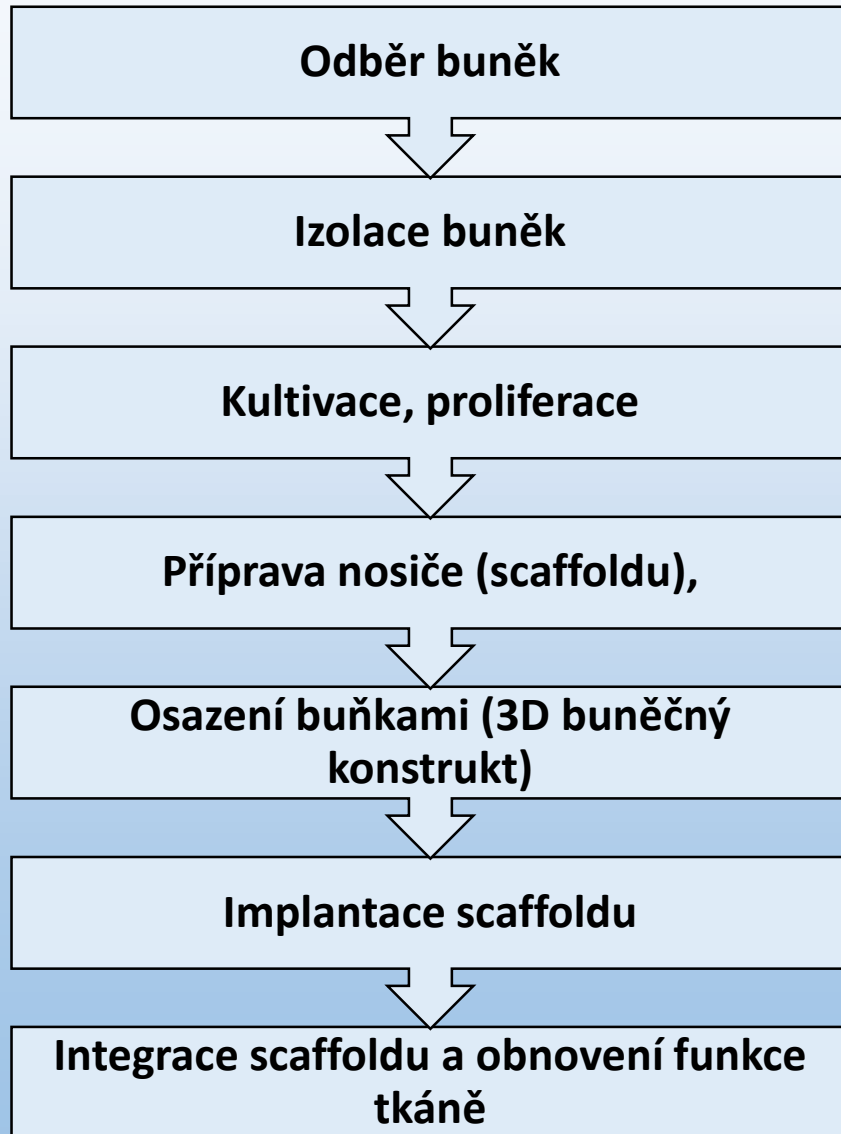 Odběr buněk
Izolace buněk
Kultivace, proliferace
Příprava nosiče (scaffoldu),
Osazení buňkami (3D buněčný
konstrukt)
Implantace scaffoldu
Integrace scaffoldu a obnovení funkce
tkáně